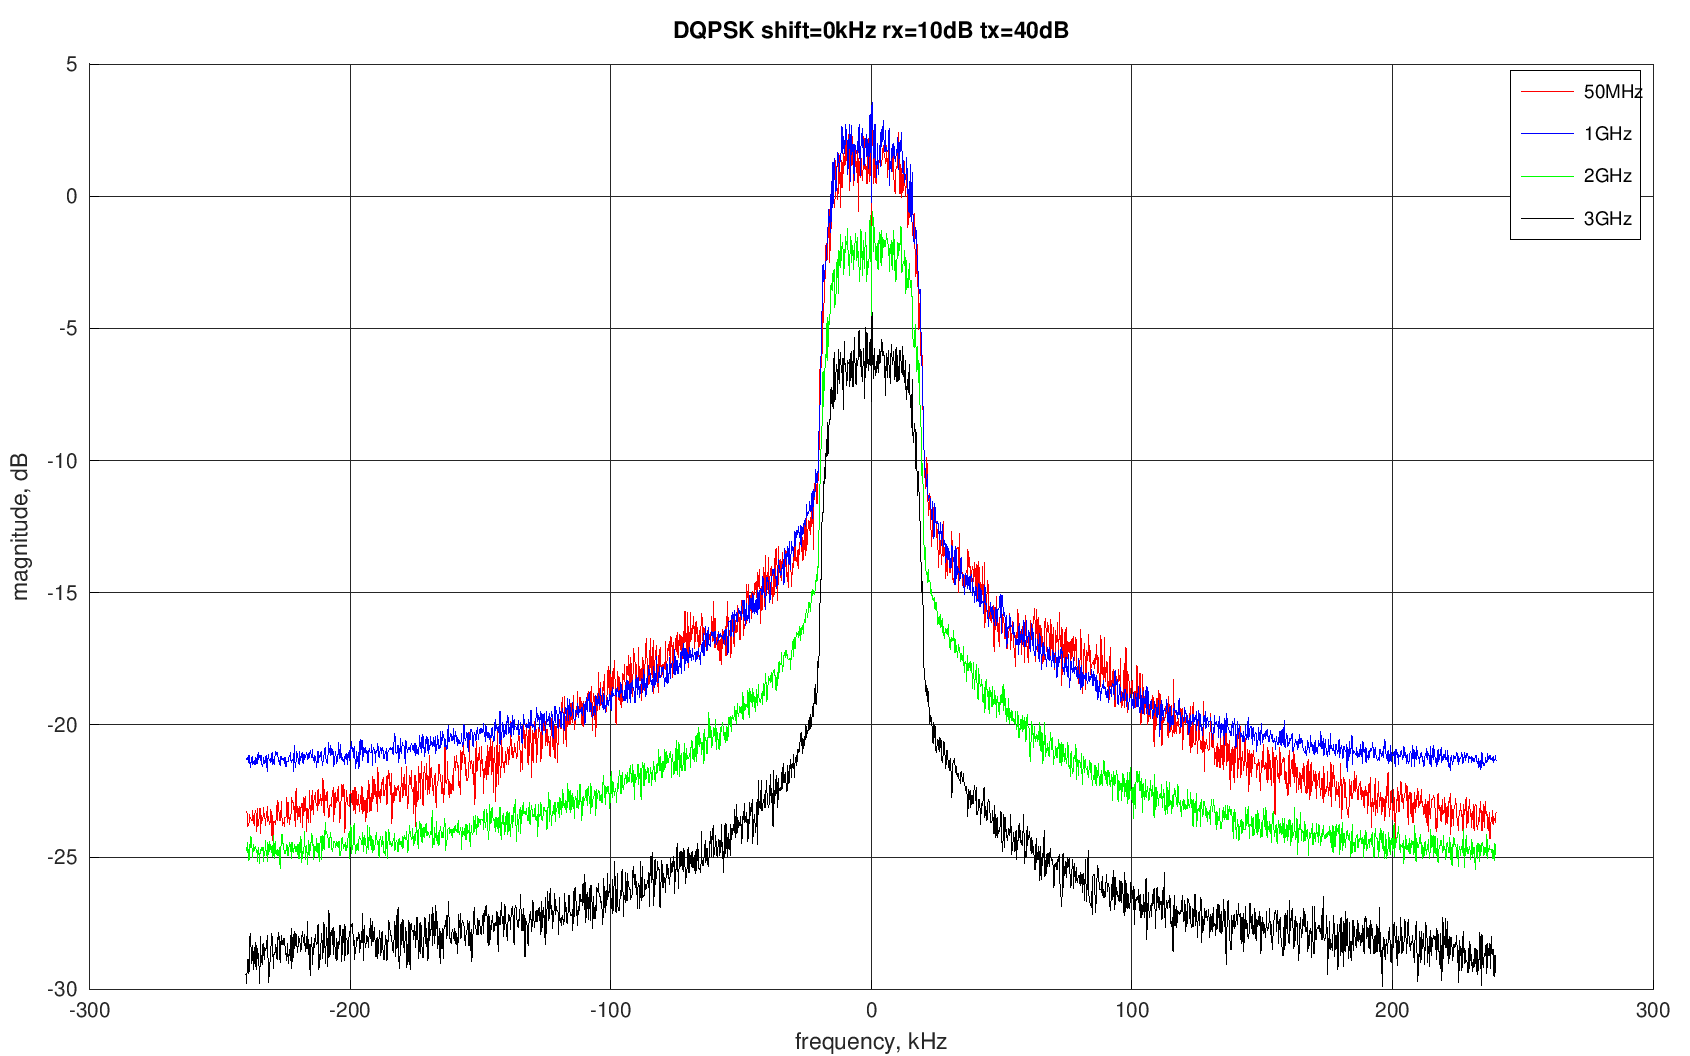 DQPSK shift=0kHz rx=10dB tx=40dB
5
0
-5
-10
-15
-20
-25
-30
magnitude, dB
50MHz
1GHz
2GHz
3GHz
-300 -200 -100 0 100 200 300
frequency, kHz